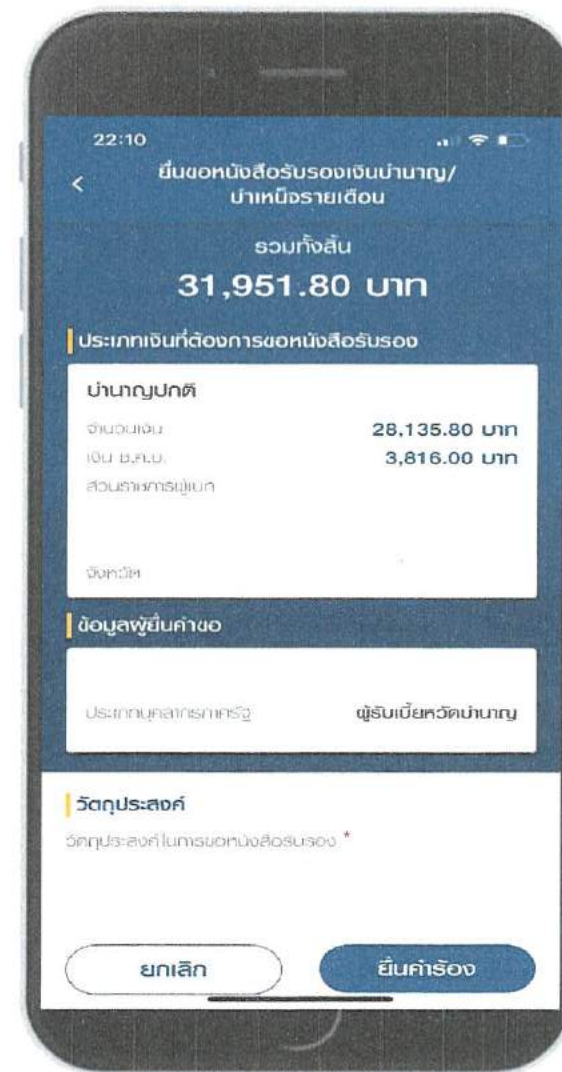 22:10
ยื่นขอหนังสือรับรองเงินบำนาญ/
บำเหน็จรายเดือน
รวมทั้งสิ้น
31,951.80 บาท
ประเภทเงินที่ต้องการขอหนังสือรับรอง
บำนาญปกติ
จำนวนเงิน 28,135.80 บาท
เงิน ช.ค.บ. 3,816.00 บาท
ส่วนราชการผู้เบิก
จังหวัด
ข้อมูลผู้ยื่นคำขอ
ประเภทบุคลากรภาครัฐ ผู้รับเบี้ยหวัดบำนาญ
วัตถุประสงค์
วัตถุประสงค์ในการขอหนังสือรับรอง *
ยกเลิก ยื่นคำร้อง